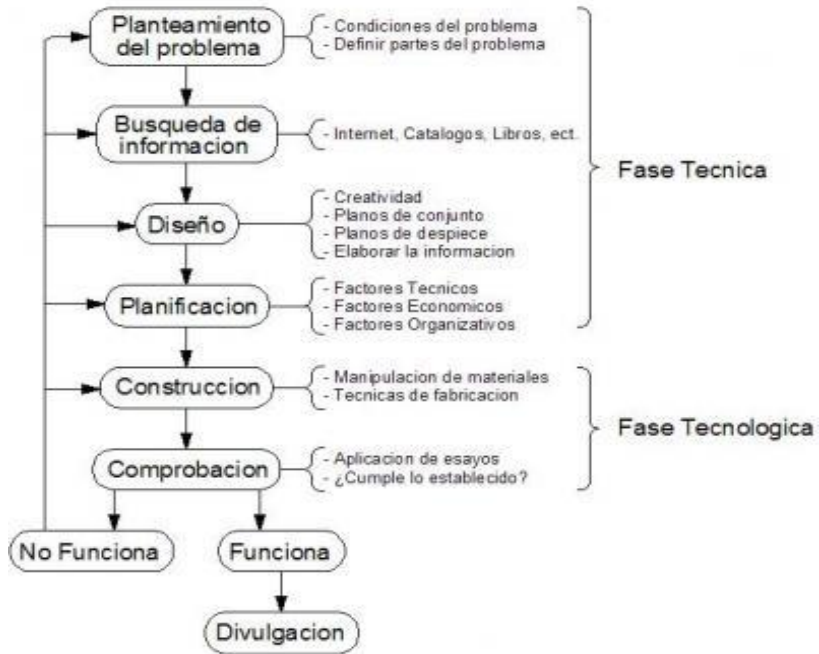 Planteamiento
del problema
- Condiciones del problema
- Definir partes del problema
Busqueda de
informacion
- Internet, Catalogos, Libros, ect.
Fase Tecnica
Diseño
- Creatividad
- Planos de conjunto
- Planos de despiece
- Elaborar la informacion
Planificacion
- Factores Tecnicos
- Factores Economicos
- Factores Organizativos
Construccion
- Manipulacion de materiales
- Tecnicas de fabricacion
Fase Tecnologica
Comprobacion
- Aplicacion de esayos
- ¿Cumple lo establecido?
No Funciona
Funciona
Divulgacion